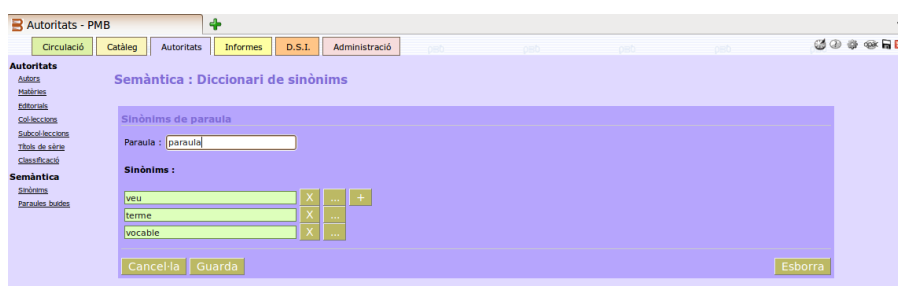 Autoritats - PMB
Circulació Catàleg Autoritats Informes D.S.I. Administració
Autoritats
Autors
Matèries
Editorials
Col·leccions
Subcol·leccions
Títols de sèrie
Classificació
Semàntica
Sinònims
Paraules buides
Semàntica : Diccionari de sinònims
Sinònims de paraula
Paraula : paraula
Sinònims :
veu X ... +
terme X ...
vocable X ...
Cancel·la Guarda Esborra